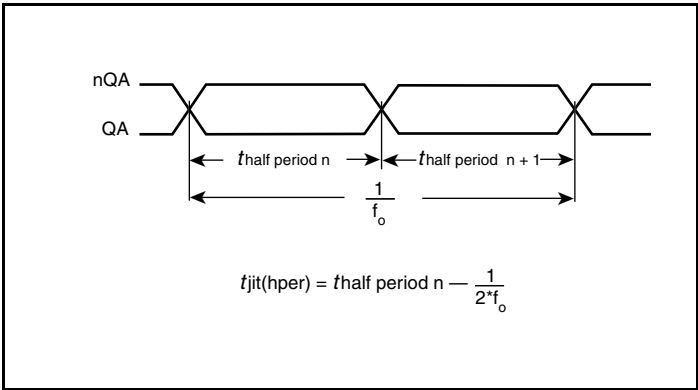 nQA
QA
thalf period n
thalf period n + 1
1
fo
tjit(hper) = thalf period n — 1
2*fo